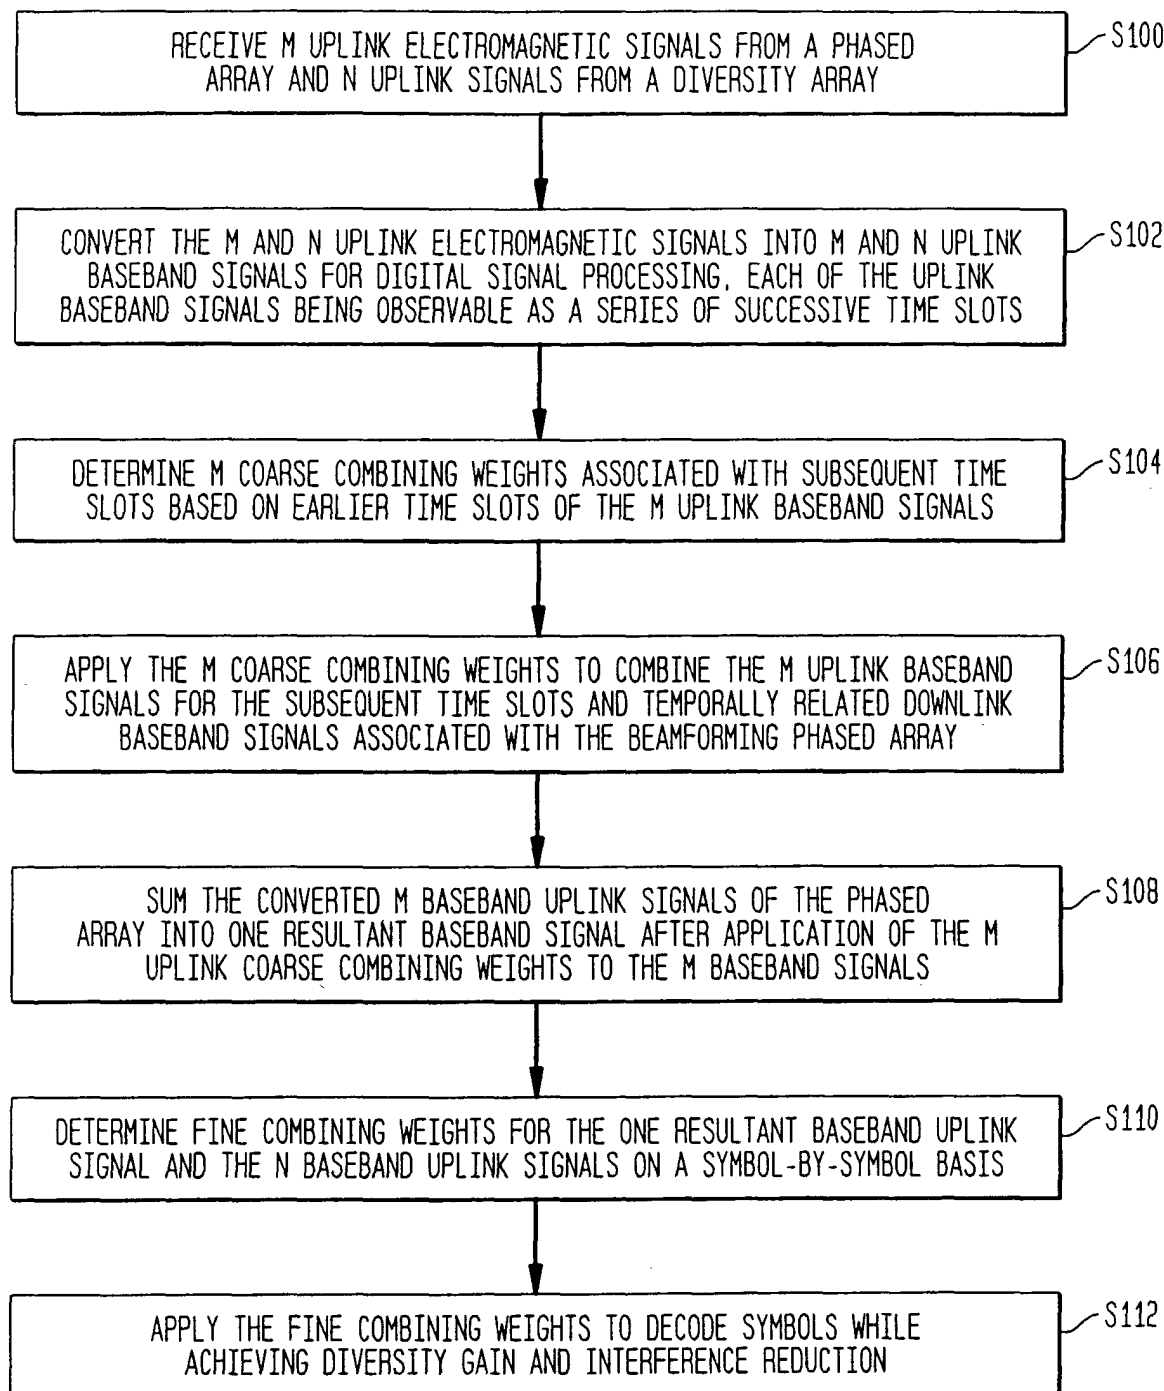 RECEIVE M UPLINK ELECTROMAGNETIC SIGNALS FROM A PHASED
ARRAY AND N UPLINK SIGNALS FROM A DIVERSITY ARRAY
S100
CONVERT THE M AND N UPLINK ELECTROMAGNETIC SIGNALS INTO M AND N UPLINK
BASEBAND SIGNALS FOR DIGITAL SIGNAL PROCESSING, EACH OF THE UPLINK
BASEBAND SIGNALS BEING OBSERVABLE AS A SERIES OF SUCCESSIVE TIME SLOTS
S102
DETERMINE M COARSE COMBINING WEIGHTS ASSOCIATED WITH SUBSEQUENT TIME
SLOTS BASED ON EARLIER TIME SLOTS OF THE M UPLINK BASEBAND SIGNALS
S104
APPLY THE M COARSE COMBINING WEIGHTS TO COMBINE THE M UPLINK BASEBAND
SIGNALS FOR THE SUBSEQUENT TIME SLOTS AND TEMPORALLY RELATED DOWNLINK
BASEBAND SIGNALS ASSOCIATED WITH THE BEAMFORMING PHASED ARRAY
S106
SUM THE CONVERTED M BASEBAND UPLINK SIGNALS OF THE PHASED
ARRAY INTO ONE RESULTANT BASEBAND SIGNAL AFTER APPLICATION OF THE M
UPLINK COARSE COMBINING WEIGHTS TO THE M BASEBAND SIGNALS
S108
DETERMINE FINE COMBINING WEIGHTS FOR THE ONE RESULTANT BASEBAND UPLINK
SIGNAL AND THE N BASEBAND UPLINK SIGNALS ON A SYMBOL-BY-SYMBOL BASIS
S110
APPLY THE FINE COMBINING WEIGHTS TO DECODE SYMBOLS WHILE
ACHIEVING DIVERSITY GAIN AND INTERFERENCE REDUCTION
S112